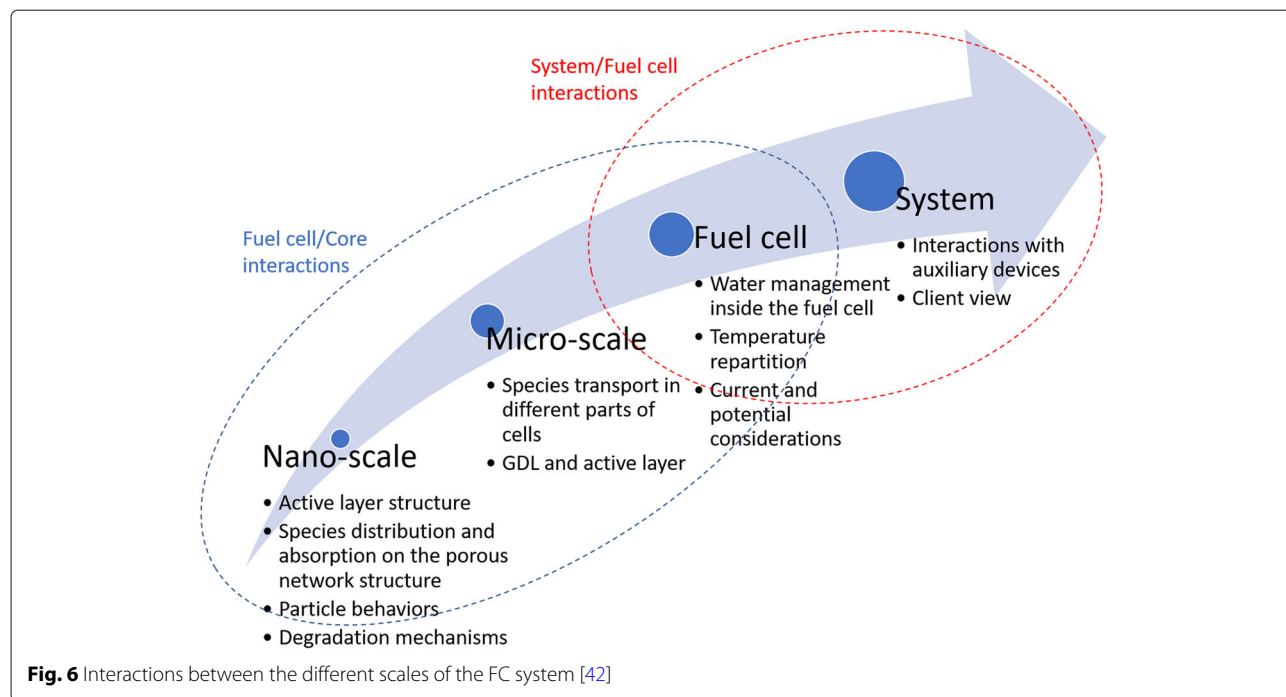 System/Fuel cell
interactions
Fuel cell/Core
interactions
System
• Interactions with
auxiliary devices
• Client view
Fuel cell
• Water management
inside the fuel cell
• Temperature
repartition
• Current and
potential
considerations
Micro-scale
• Species transport in
different parts of
cells
• GDL and active layer
Nano-scale
• Active layer structure
• Species distribution and
absorption on the porous
network structure
• Particle behaviors
• Degradation mechanisms
Fig. 6 Interactions between the different scales of the FC system [42]